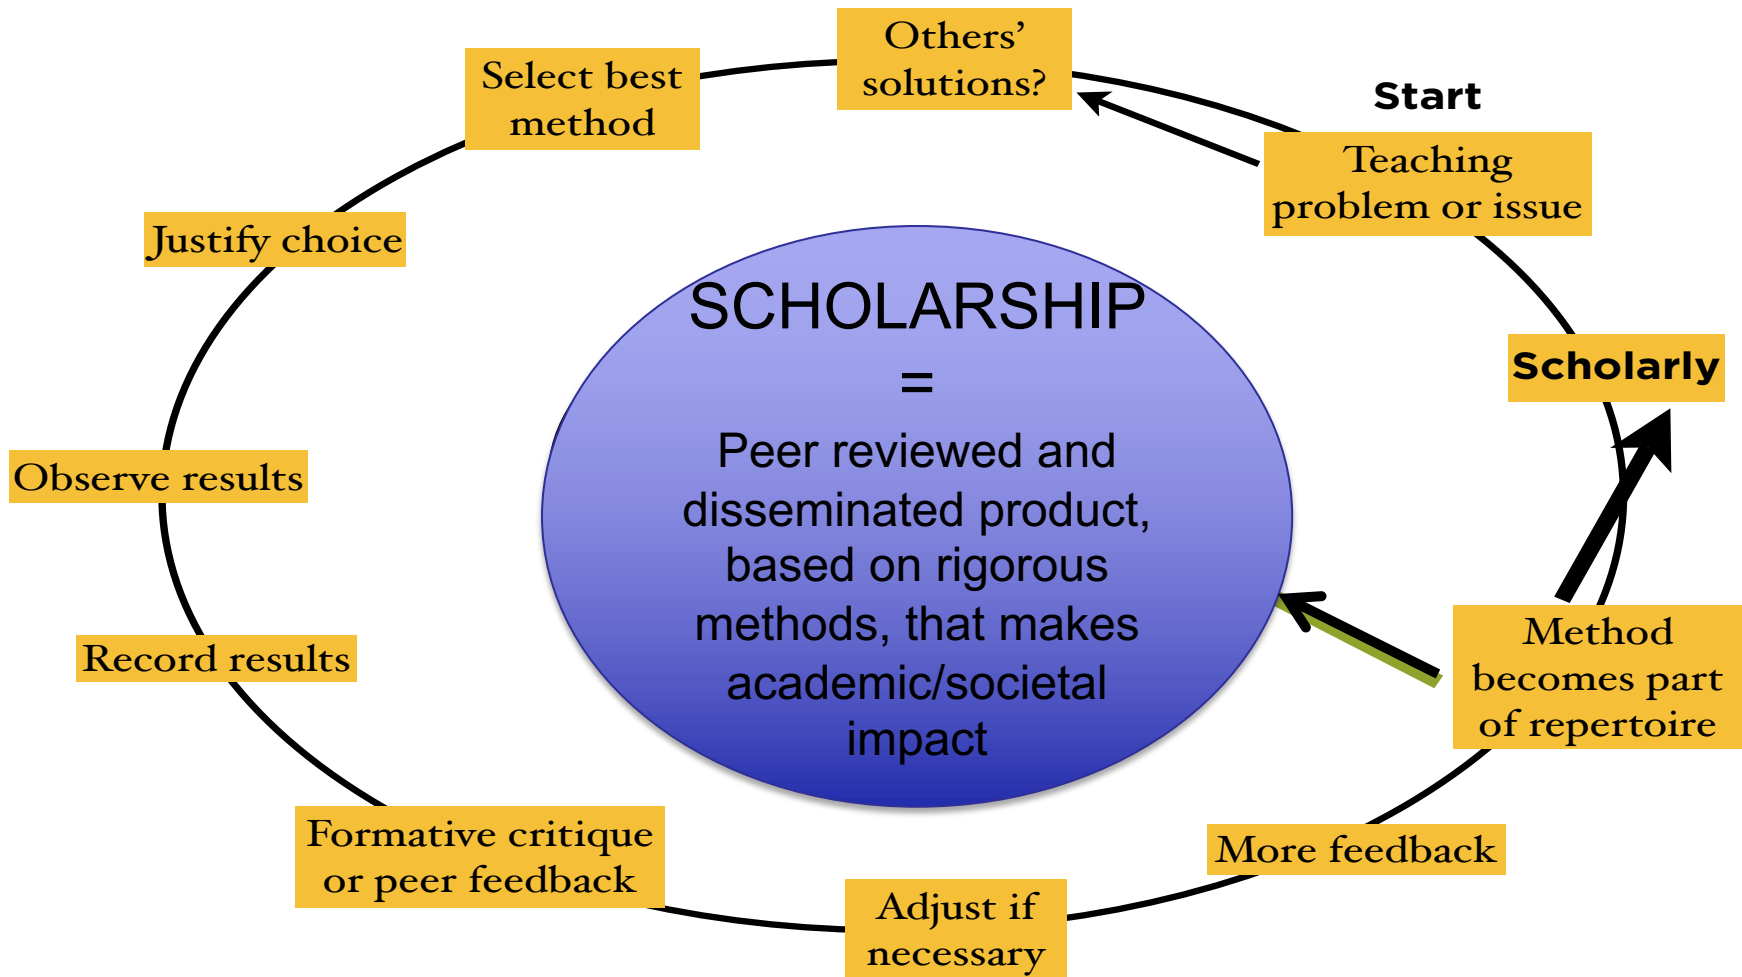 Start
Teaching
problem or issue
Others’
solutions?
Select best
method
Justify choice
Observe results
Record results
Formative critique
or peer feedback
Adjust if
necessary
More feedback
Method
becomes part
of repertoire
Scholarly
SCHOLARSHIP
=
Peer reviewed and
disseminated product,
based on rigorous
methods, that makes
academic/societal
impact